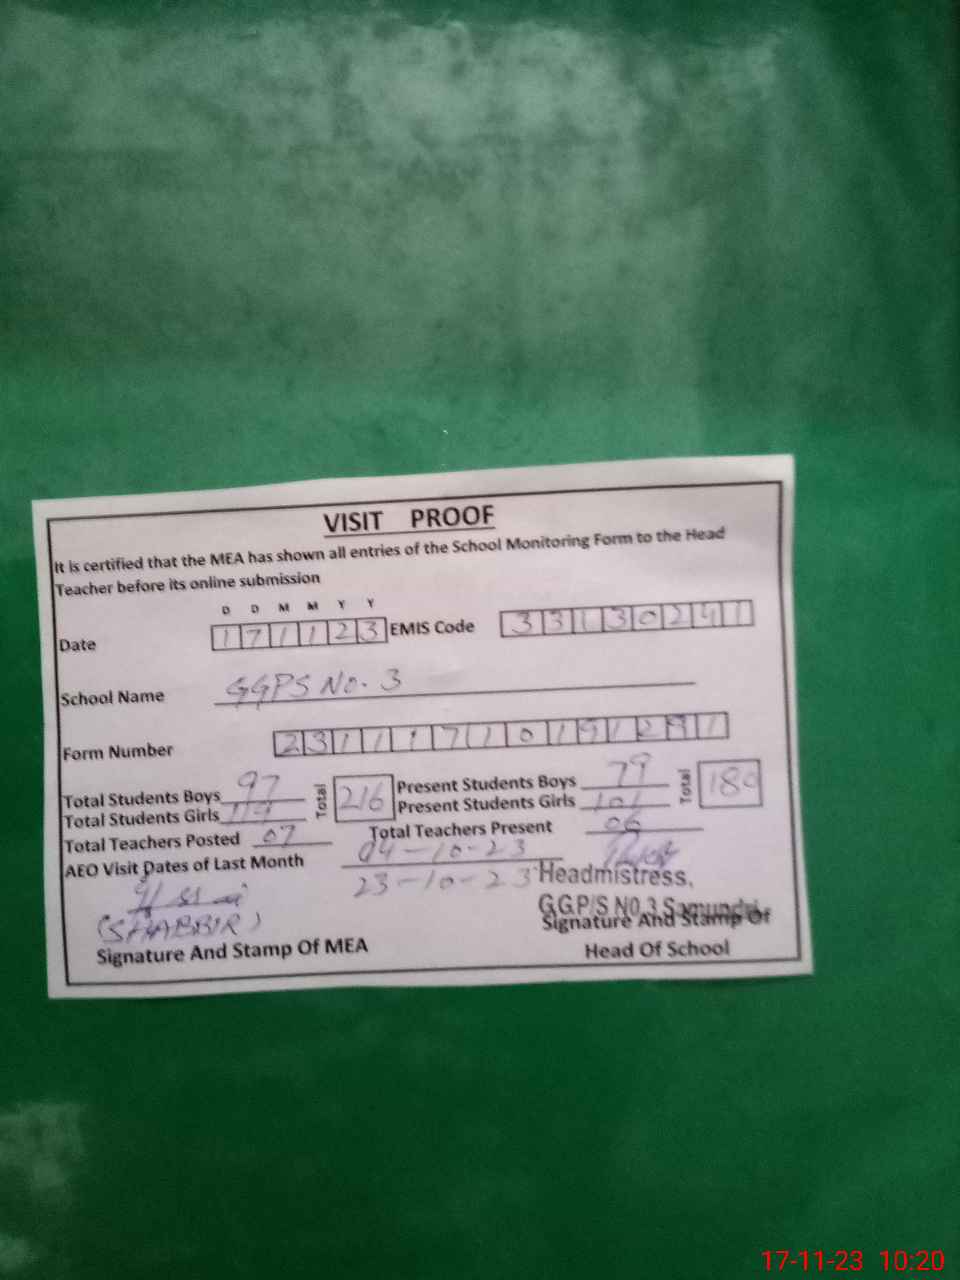 VISIT PROOF
It is certified that the MEA has shown all entries of the School Monitoring Form to the Head
Teacher before its online submission
D D M M Y Y
Date 171123 EMIS Code 33130241
School Name GGPS No. 3
Form Number
Total Students Boys 97 Total 216 Present Students Boys 79 Total 180
Total Students Girls 119 Present Students Girls 101
Total Teachers Posted 07 Total Teachers Present 06
AEO Visit Dates of Last Month 04-10-23
23-10-23 Headmistress,
(SHABBIR) G.G.P/S NO.3 Samundri
Signature And Stamp Of MEA Signature And Stamp Of
Head Of School
17-11-23 10:20